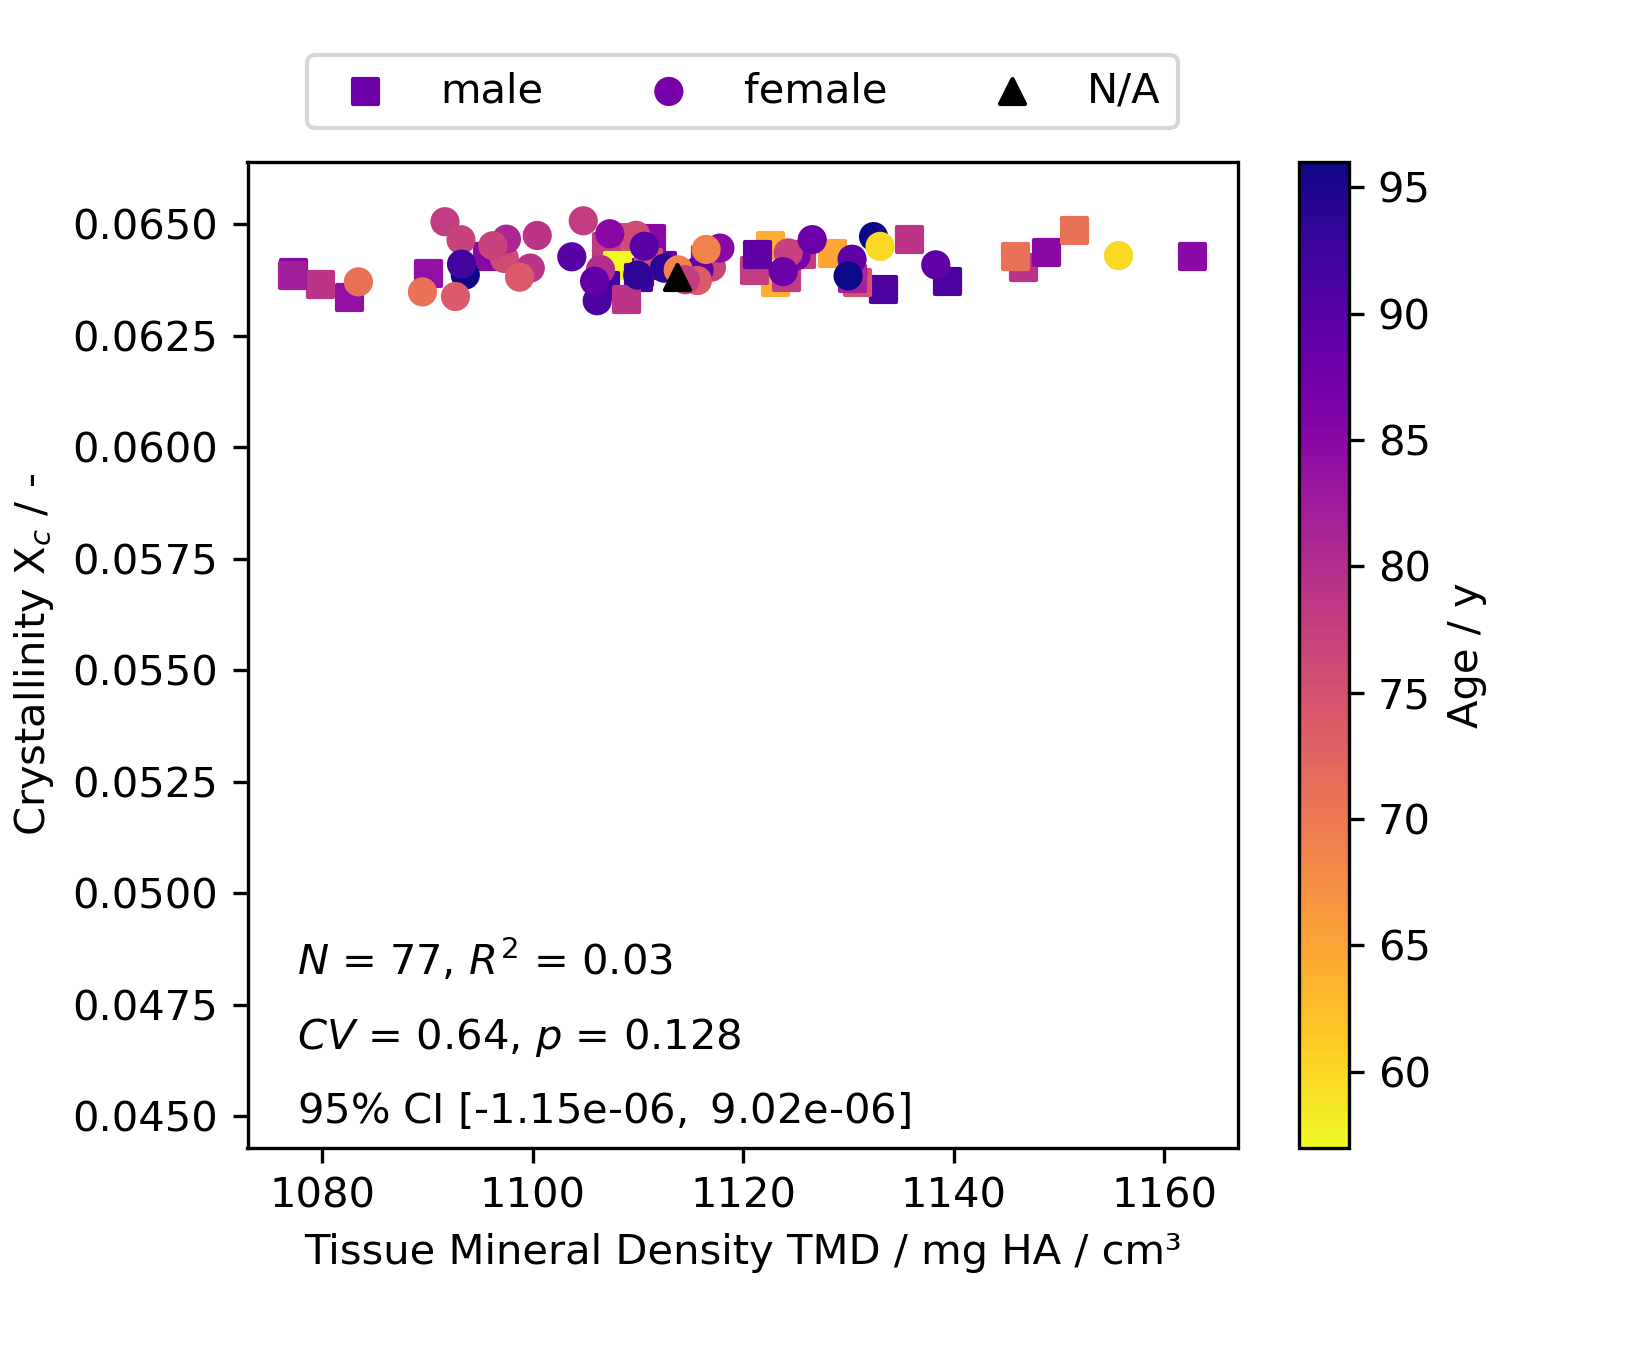 male female N/A
0.0650
0.0625
0.0600
0.0575
0.0550
0.0525
0.0500
0.0475
0.0450
Crystallinity X_c / -
N = 77, R² = 0.03
CV = 0.64, p = 0.128
95% CI [-1.15e-06, 9.02e-06]
1080 1100 1120 1140 1160
Tissue Mineral Density TMD / mg HA / cm³
95
90
85
80
75
70
65
60
Age / y